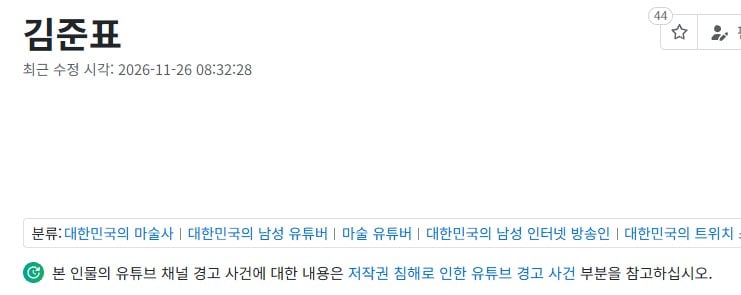 김준표
44
최근 수정 시각: 2026-11-26 08:32:28
분류: 대한민국의 마술사 | 대한민국의 남성 유튜버 | 마술 유튜버 | 대한민국의 남성 인터넷 방송인 | 대한민국의 트위치
본 인물의 유튜브 채널 경고 사건에 대한 내용은 저작권 침해로 인한 유튜브 경고 사건 부분을 참고하십시오.